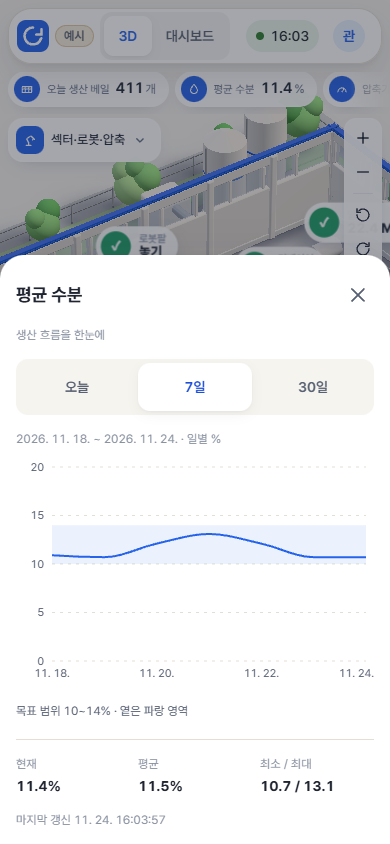 예시
3D
대시보드
16:03
관
오늘 생산 메일 411개
평균 수분 11.4%
압축
섹터·로봇·압축
로봇팔
놓기
평균 수분
생산 흐름을 한눈에
오늘
7일
30일
2026. 11. 18. ~ 2026. 11. 24. · 일별 %
20
15
10
5
0
11. 18.
11. 20.
11. 22.
11. 24.
목표 범위 10~14% · 옅은 파랑 영역
현재
평균
최소 / 최대
11.4%
11.5%
10.7 / 13.1
마지막 갱신 11. 24. 16:03:57